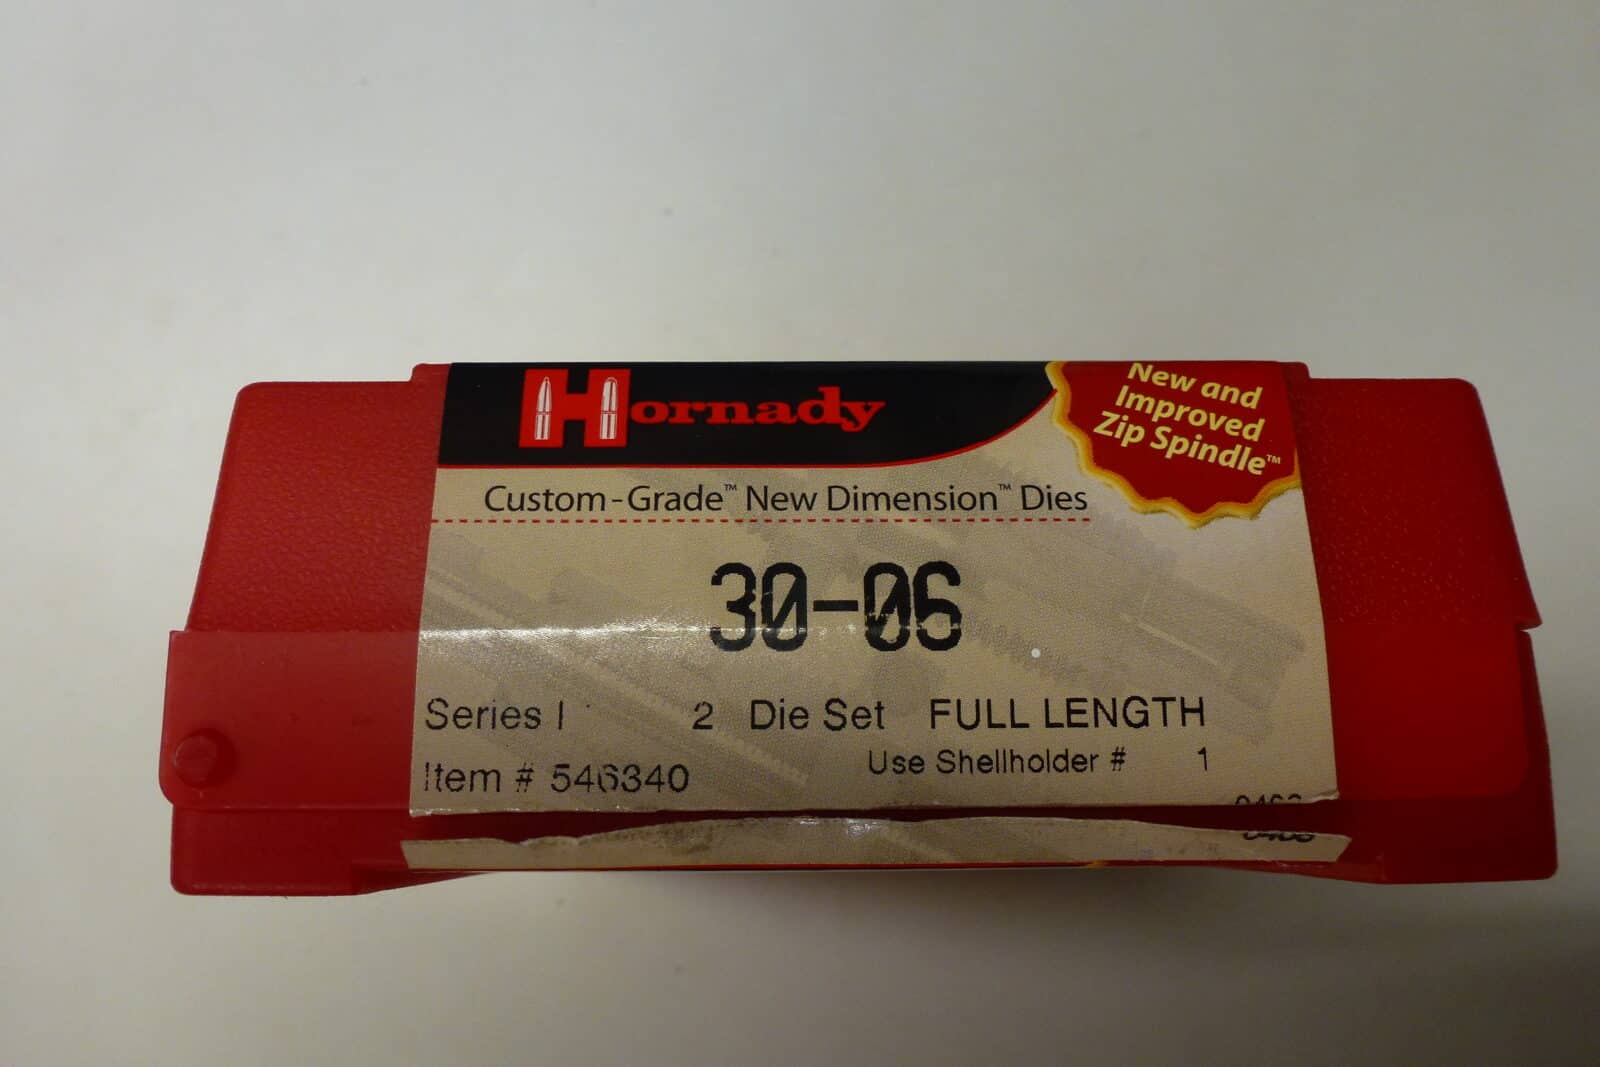 Hornady
New and
Improved
Zip Spindle™
Custom-Grade™ New Dimension™ Dies
30-06
Series I 2 Die Set FULL LENGTH
Item # 546340 Use Shellholder # 1